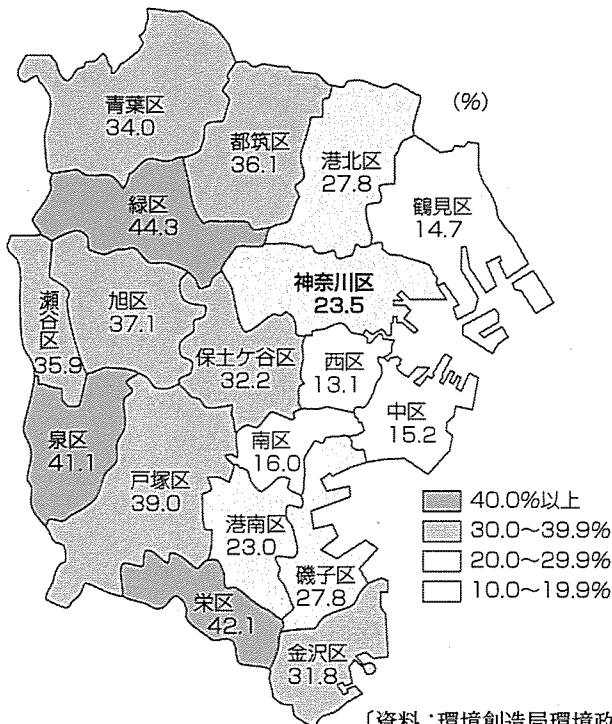 青葉区
34.0
都筑区
36.1
港北区
27.8
(%)
鶴見区
14.7
緑区
44.3
神奈川区
23.5
瀬谷区
35.9
旭区
37.1
保土ケ谷区
32.2
西区
13.1
中区
15.2
泉区
41.1
戸塚区
39.0
南区
16.0
港南区
23.0
磯子区
27.8
栄区
42.1
金沢区
31.8
40.0%以上
30.0～39.9%
20.0～29.9%
10.0～19.9%
〔資料：環境創造局環境政